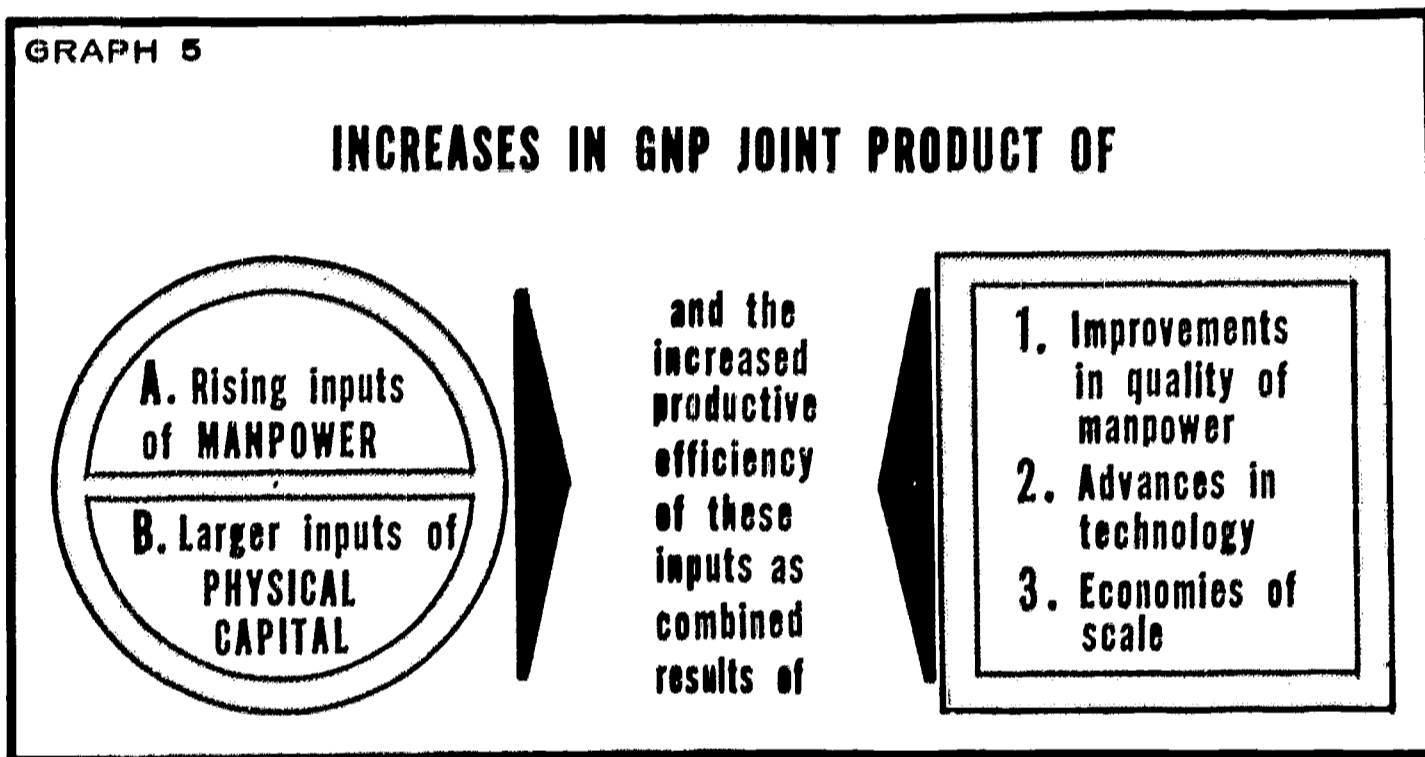 GRAPH 5
INCREASES IN GNP JOINT PRODUCT OF
A. Rising inputs
of MANPOWER
B. Larger inputs of
PHYSICAL
CAPITAL
and the
increased
productive
efficiency
of these
inputs as
combined
results of
1. Improvements
in quality of
manpower
2. Advances in
technology
3. Economies of
scale